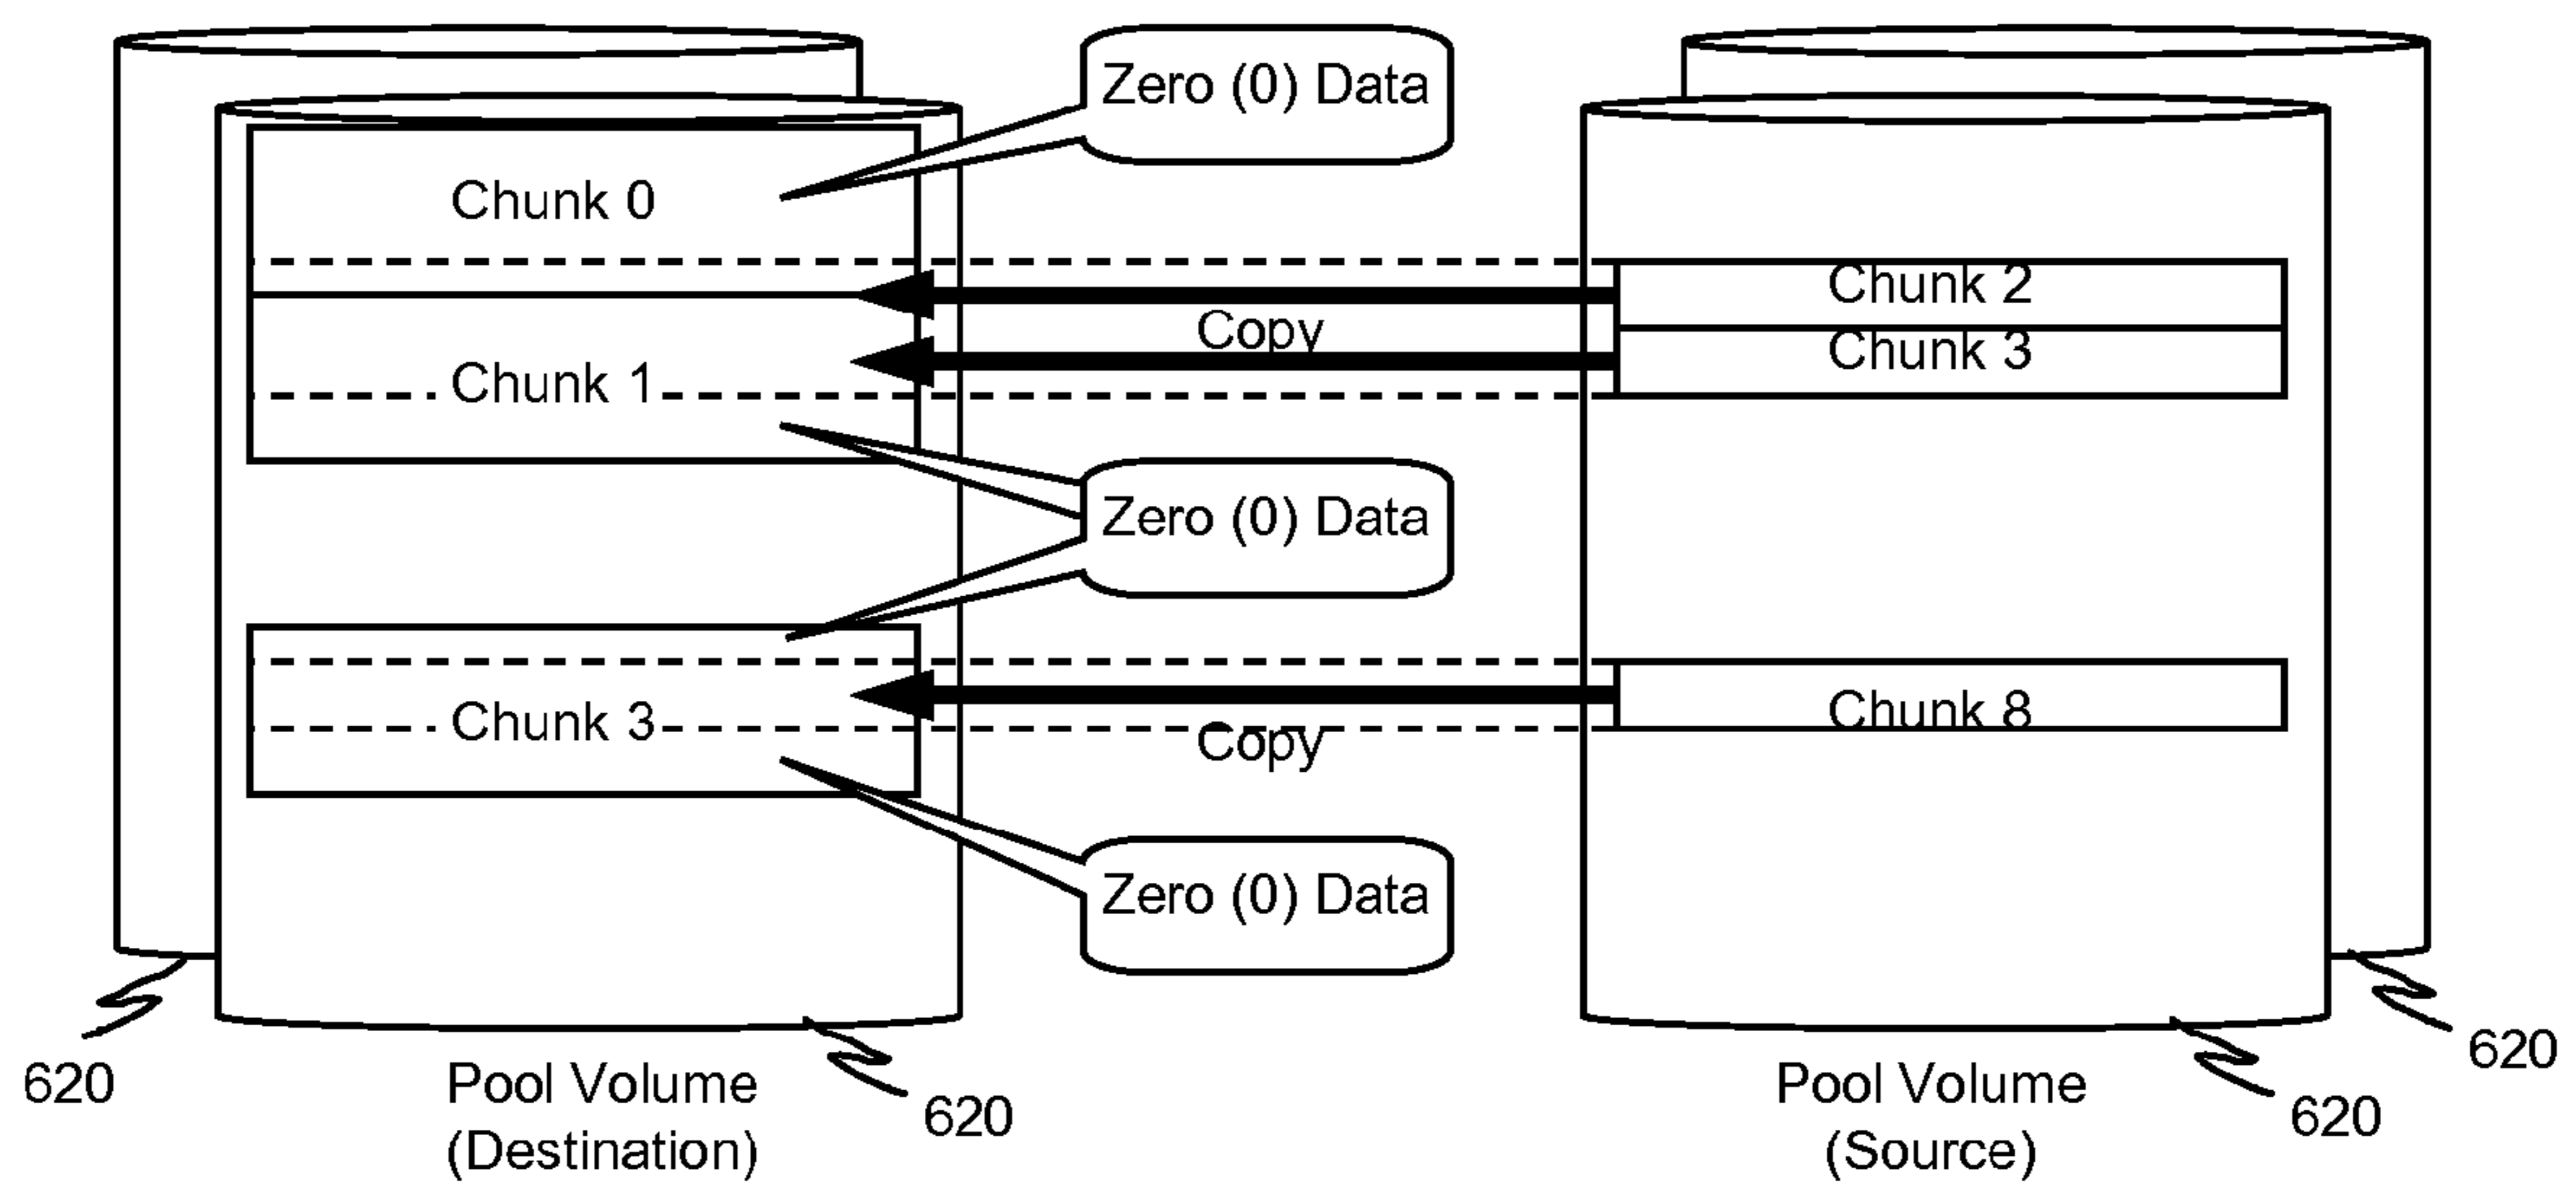 Zero (0) Data
Chunk 0
Chunk 2
Copy
Chunk 3
Chunk 1
Zero (0) Data
Chunk 8
Chunk 3
Copy
Zero (0) Data
620
Pool Volume
(Destination)
620
Pool Volume
(Source)
620
620